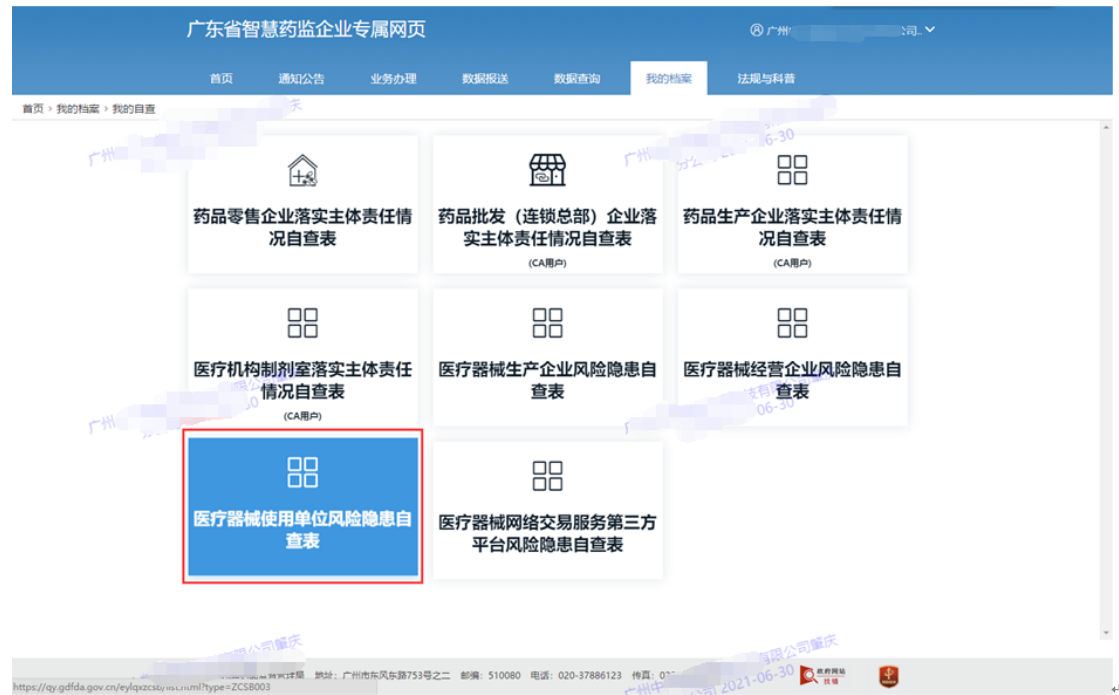 广东省智慧药监企业专属网页
广州
公司..
首页 通知公告 业务办理 数据报送 数据查询 我的档案 法规与科普
首页 › 我的档案 › 我的自查
药品零售企业落实主体责任情
况自查表
药品批发（连锁总部）企业落
实主体责任情况自查表
(CA用户)
药品生产企业落实主体责任情
况自查表
(CA用户)
医疗机构制剂室落实主体责任
情况自查表
(CA用户)
医疗器械生产企业风险隐患自
查表
医疗器械经营企业风险隐患自
查表
医疗器械使用单位风险隐患自
查表
医疗器械网络交易服务第三方
平台风险隐患自查表
地址：广州市东风东路753号之二 邮编：510080 电话：020-37886123 传真：02
政府网站
找错
https://qy.gdfda.gov.cn/eylqxzcsb/list.html?type=ZCSB003
公司肇庆
2021-06-30